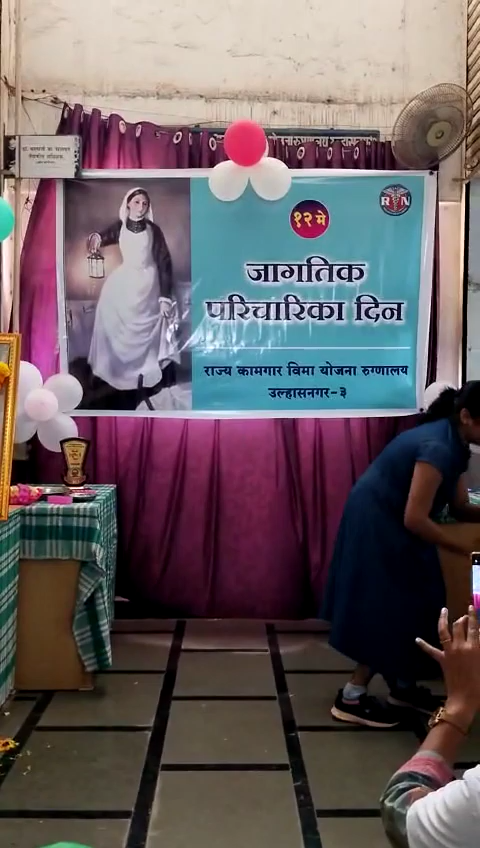 १२ मे
R N
जागतिक
परिचारिका दिन
राज्य कामगार विमा योजना रुग्णालय
उल्हासनगर-३